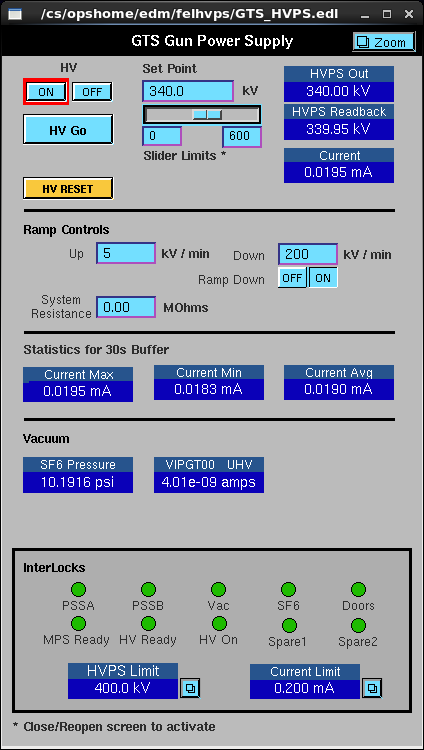 /cs/opshome/edm/felhvps/GTS_HVPS.edl
GTS Gun Power Supply
Zoom
HV
ON OFF
HV Go
HV RESET
Set Point
340.0 kV
0 600
Slider Limits *
HVPS Out
340.00 kV
HVPS Readback
339.95 kV
Current
0.0195 mA
Ramp Controls
Up 5 kV / min Down 200 kV / min
Ramp Down OFF ON
System
Resistance 0.00 MOhms
Statistics for 30s Buffer
Current Max Current Min Current Avg
0.0195 mA 0.0183 mA 0.0190 mA
Vacuum
SF6 Pressure VIPGT00 UHV
10.1916 psi 4.01e-09 amps
InterLocks
PSSA PSSB Vac SF6 Doors
MPS Ready HV Ready HV On Spare1 Spare2
HVPS Limit Current Limit
400.0 kV 0.200 mA
* Close/Reopen screen to activate